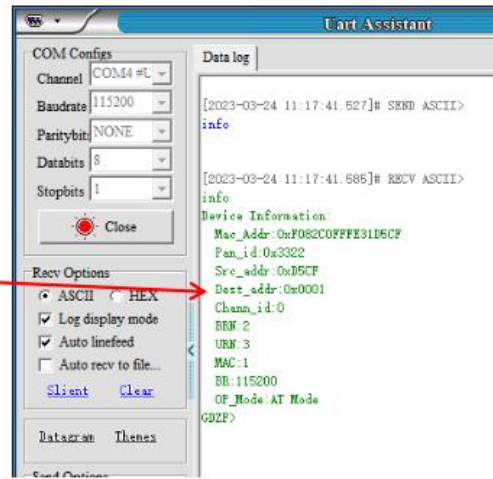 Uart Assistant
COM Configs
Channel COM4 #U
Baudrate 115200
Paritybit: NONE
Databits 8
Stopbits 1
Close
Recv Options
ASCII HEX
Log display mode
Auto linefeed
Auto recv to file...
Slient Clear
Datagram Themes
Send Options
Data log
[2023-03-24 11:17:41.527]# SEND ASCII>
info
[2023-03-24 11:17:41.585]# RECV ASCII>
info
Device Information:
Mac_Addr:0xF082C0FFFE31D5CF
Pan_id:0x3322
Src_addr:0xD5CF
Dest_addr:0x0001
Chann_id:0
BRN:2
URN:3
MAC:1
BR:115200
OP_Mode:AT Mode
GDZF>